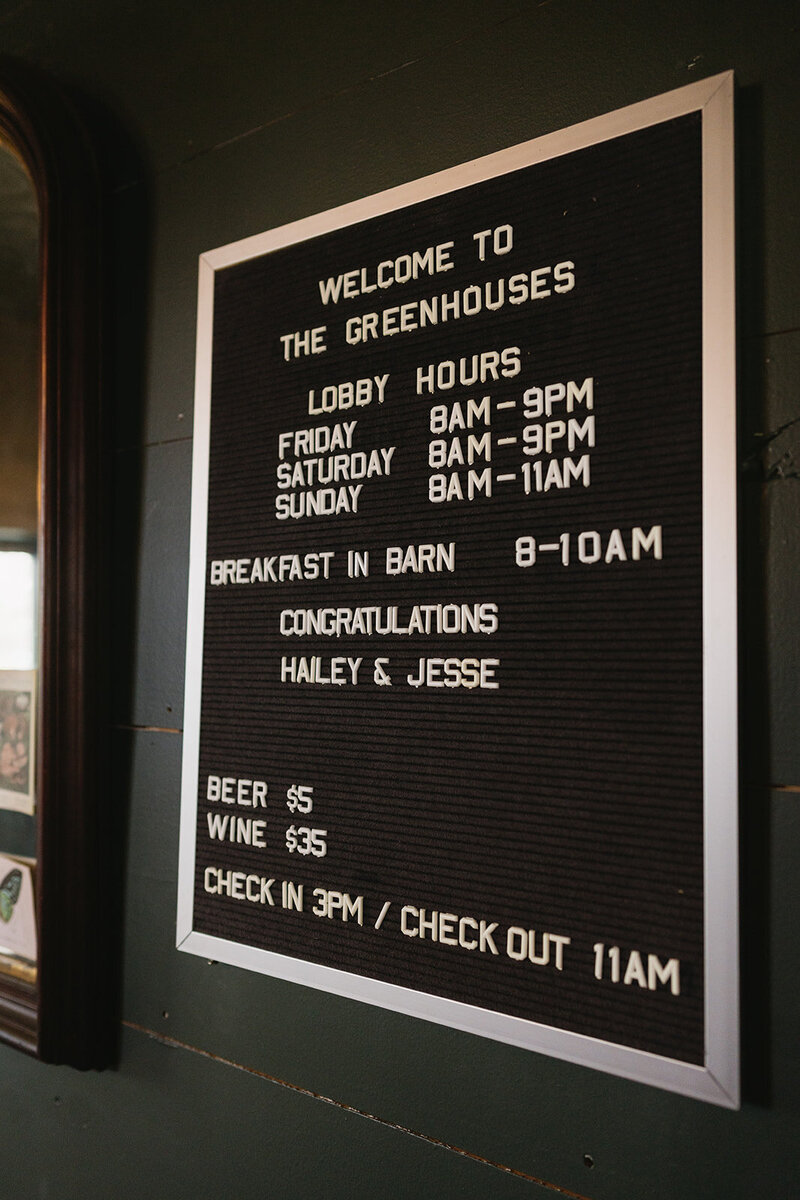 WELCOME TO
THE GREENHOUSES
LOBBY HOURS
FRIDAY 8AM-9PM
SATURDAY 8AM-9PM
SUNDAY 8AM-11AM
BREAKFAST IN BARN 8-10AM
CONGRATULATIONS
HAILEY & JESSE
BEER $5
WINE $35
CHECK IN 3PM / CHECK OUT 11AM